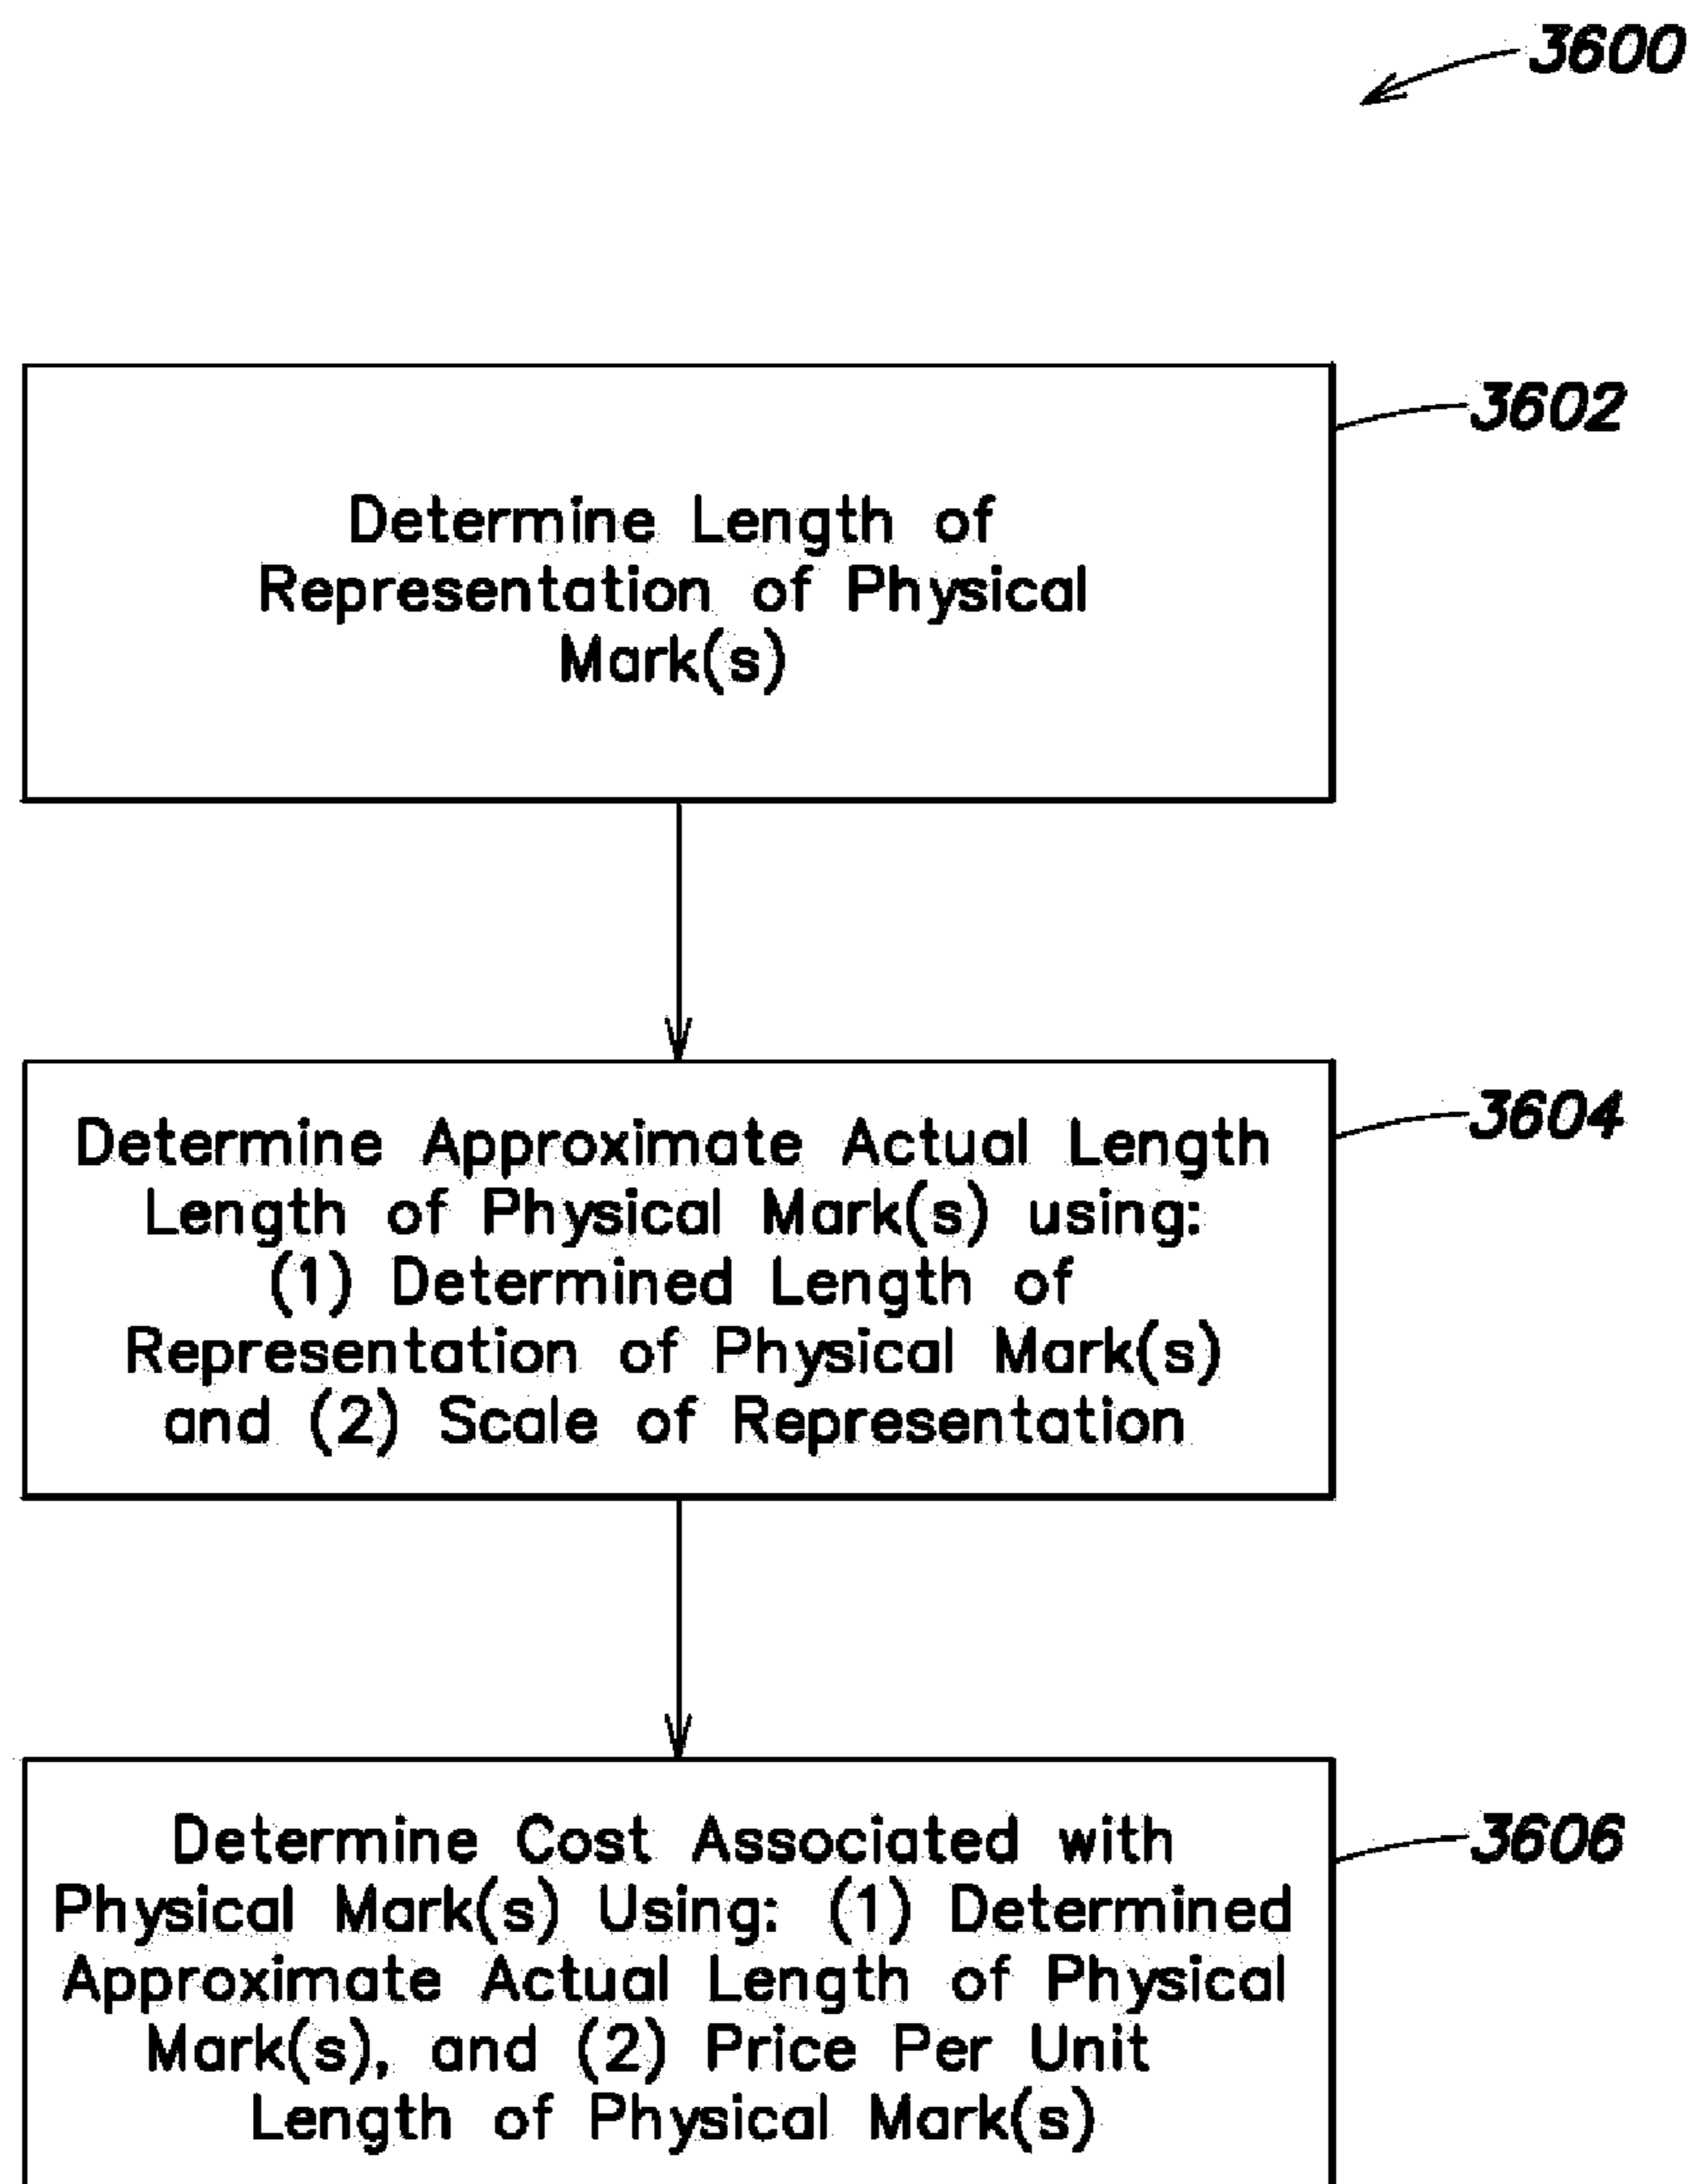 3600
3602
Determine Length of
Representation of Physical
Mark(s)
3604
Determine Approximate Actual Length
Length of Physical Mark(s) using:
(1) Determined Length of
Representation of Physical Mark(s)
and (2) Scale of Representation
3606
Determine Cost Associated with
Physical Mark(s) Using: (1) Determined
Approximate Actual Length of Physical
Mark(s), and (2) Price Per Unit
Length of Physical Mark(s)